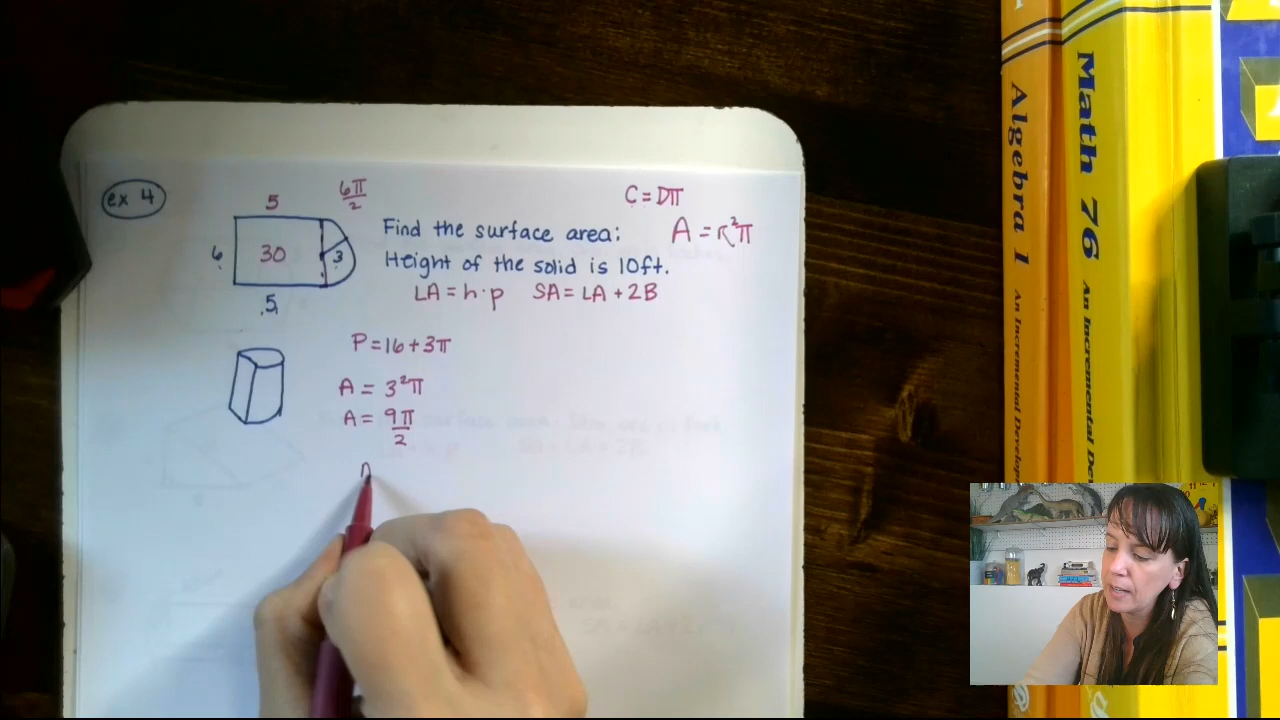 ex 4
5
6π/2
C = Dπ
6
30
3
Find the surface area:
A = r²π
5
Height of the solid is 10ft.
LA = h·p SA = LA + 2B
P = 16 + 3π
A = 3²π
A = 9π/2
Algebra 1
An Incremental Develop
Math 76
An Incremental Develop